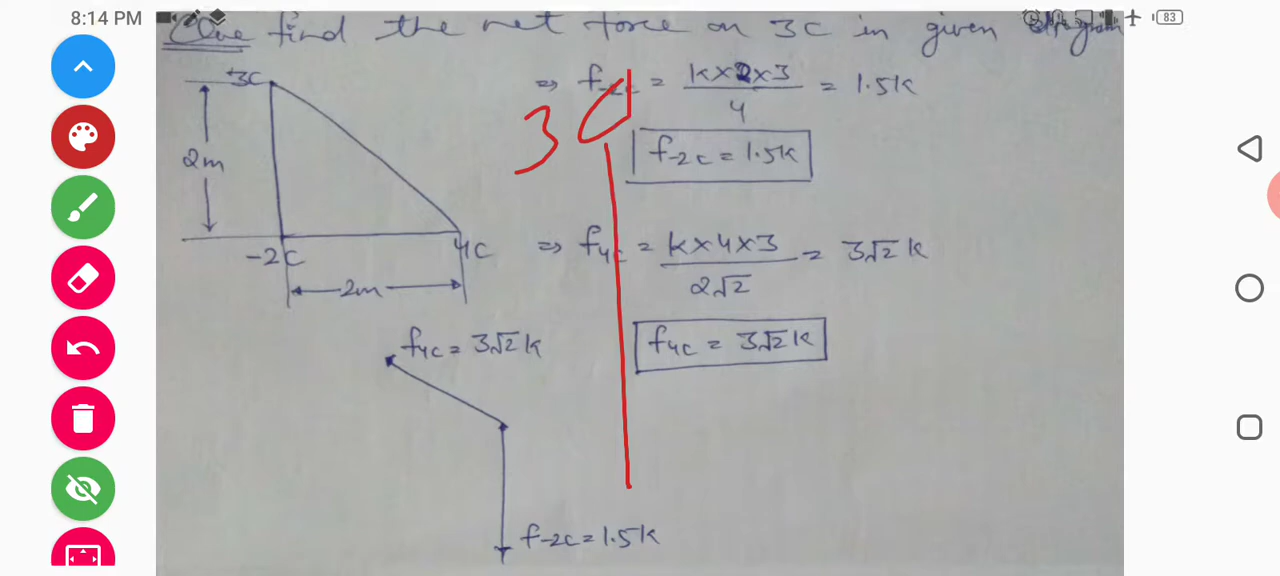 8:14 PM
83
Que find the net force on 3C in given diagram
3C
2m
-2C
4C
2m
⇒ f-2C = K×2×3 / 4 = 1.5K
3
f-2C = 1.5K
⇒ f4C = K×4×3 / 2√2 = 3√2 K
f4C = 3√2 K
f4C = 3√2 K
f-2C = 1.5K